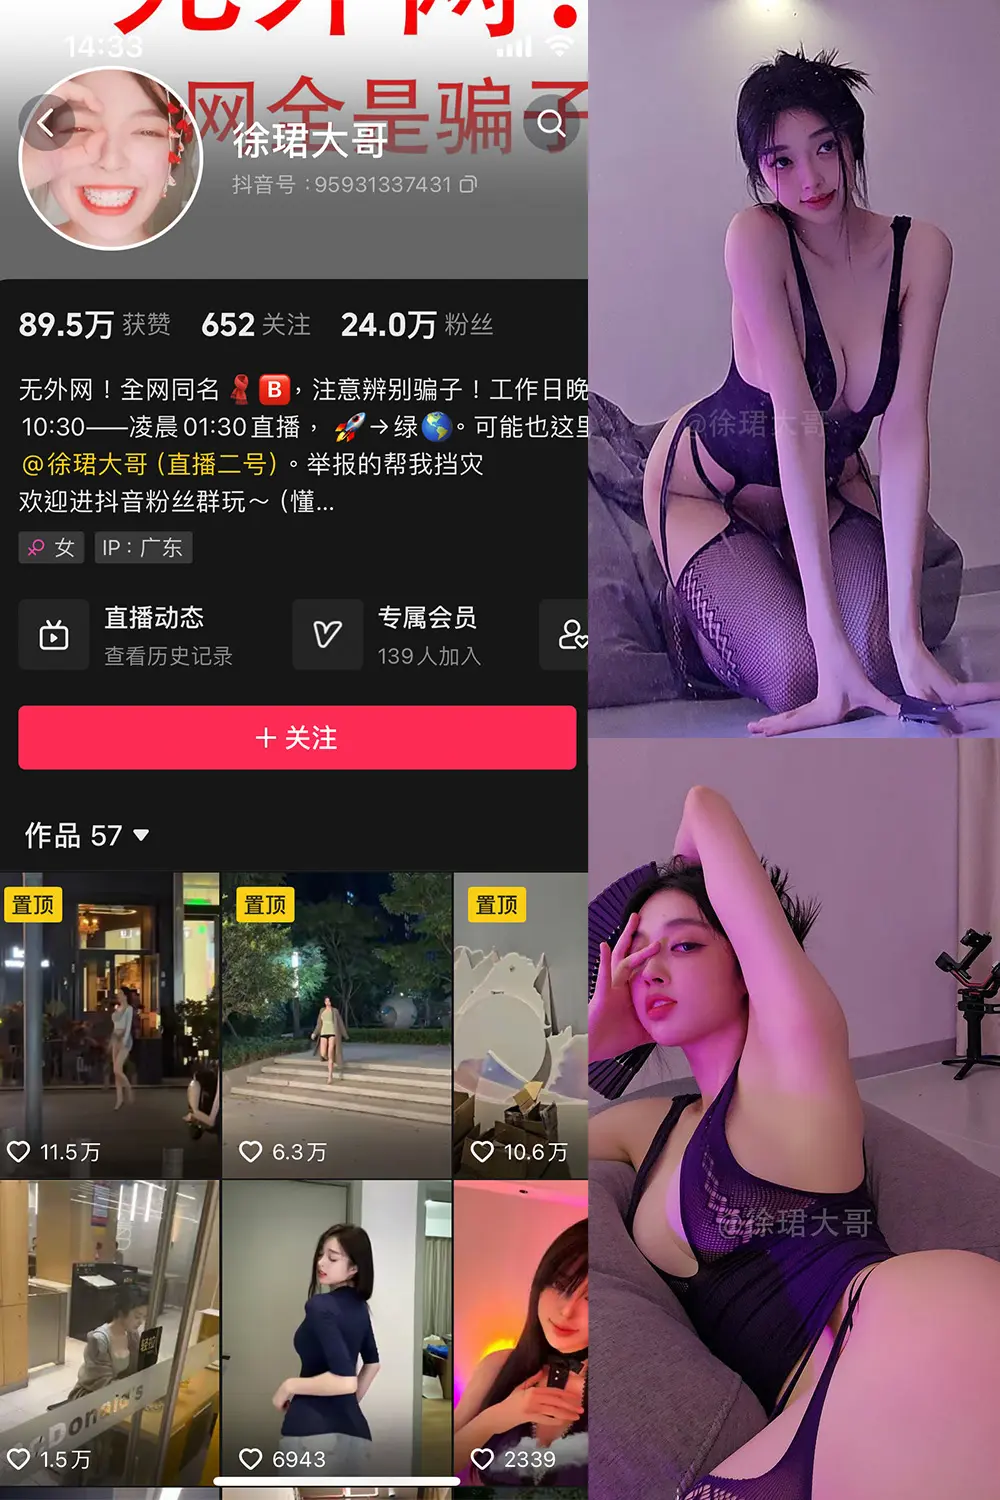 无外网!
14:33
网全是骗子
徐珺大哥
抖音号:95931337431
89.5万 获赞 652 关注 24.0万 粉丝
无外网!全网同名🧣🅱️,注意辨别骗子!工作日晚
10:30——凌晨01:30直播,🚀→绿🌎。可能也这里
@徐珺大哥(直播二号)。举报的帮我挡灾
欢迎进抖音粉丝群玩~(懂...
女 IP:广东
直播动态 专属会员
查看历史记录 139人加入
+ 关注
作品 57
置顶 置顶 置顶
11.5万 6.3万 10.6万
McDonald's
1.5万 6943 2339
@徐珺大哥
@徐珺大哥